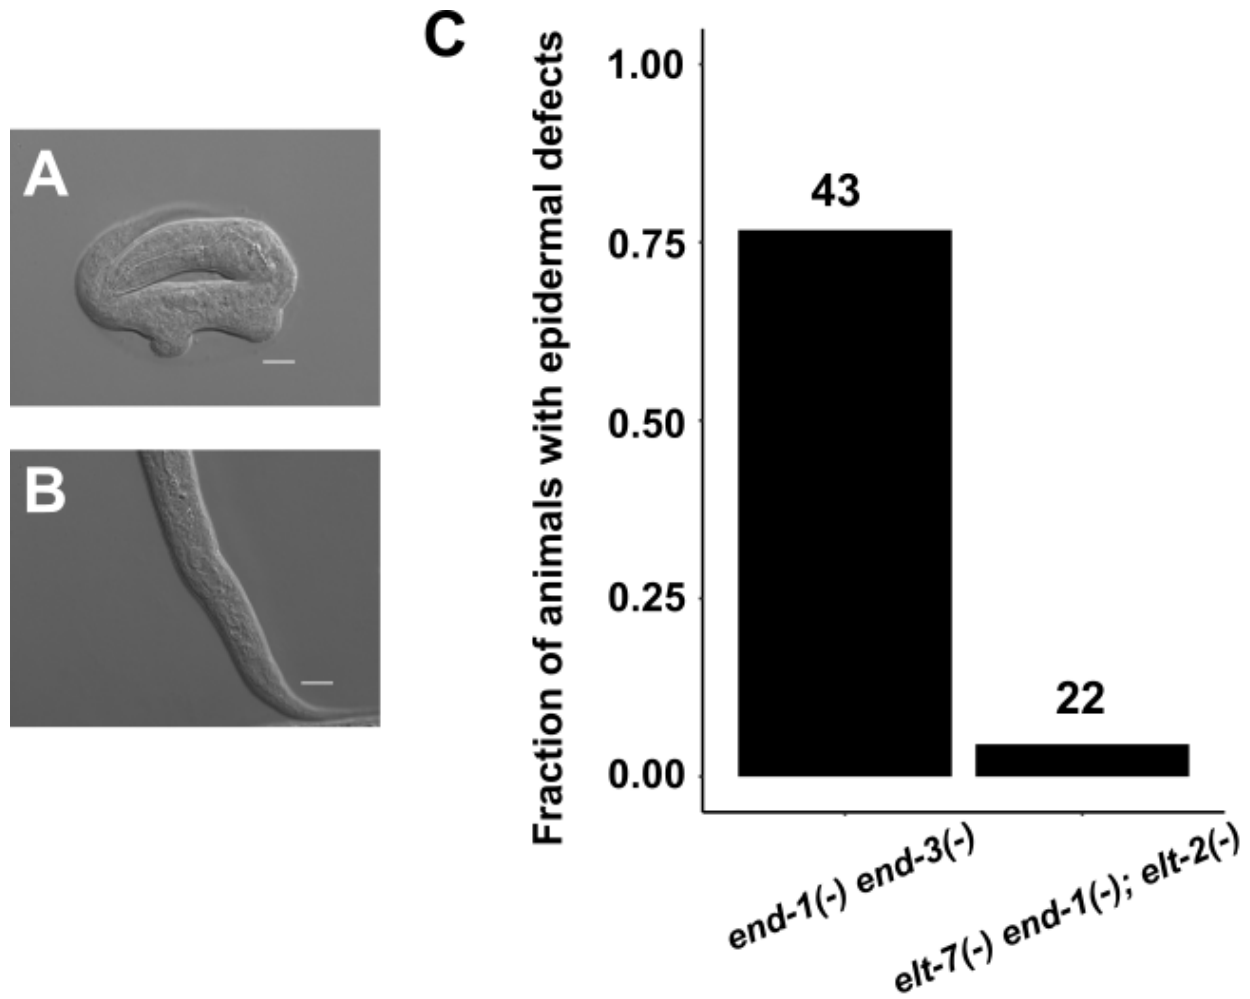 A
B
C
Fraction of animals with epidermal defects
1.00
0.75
0.50
0.25
0.00
43
22
end-1(-) end-3(-)
elt-7(-) end-1(-); elt-2(-)